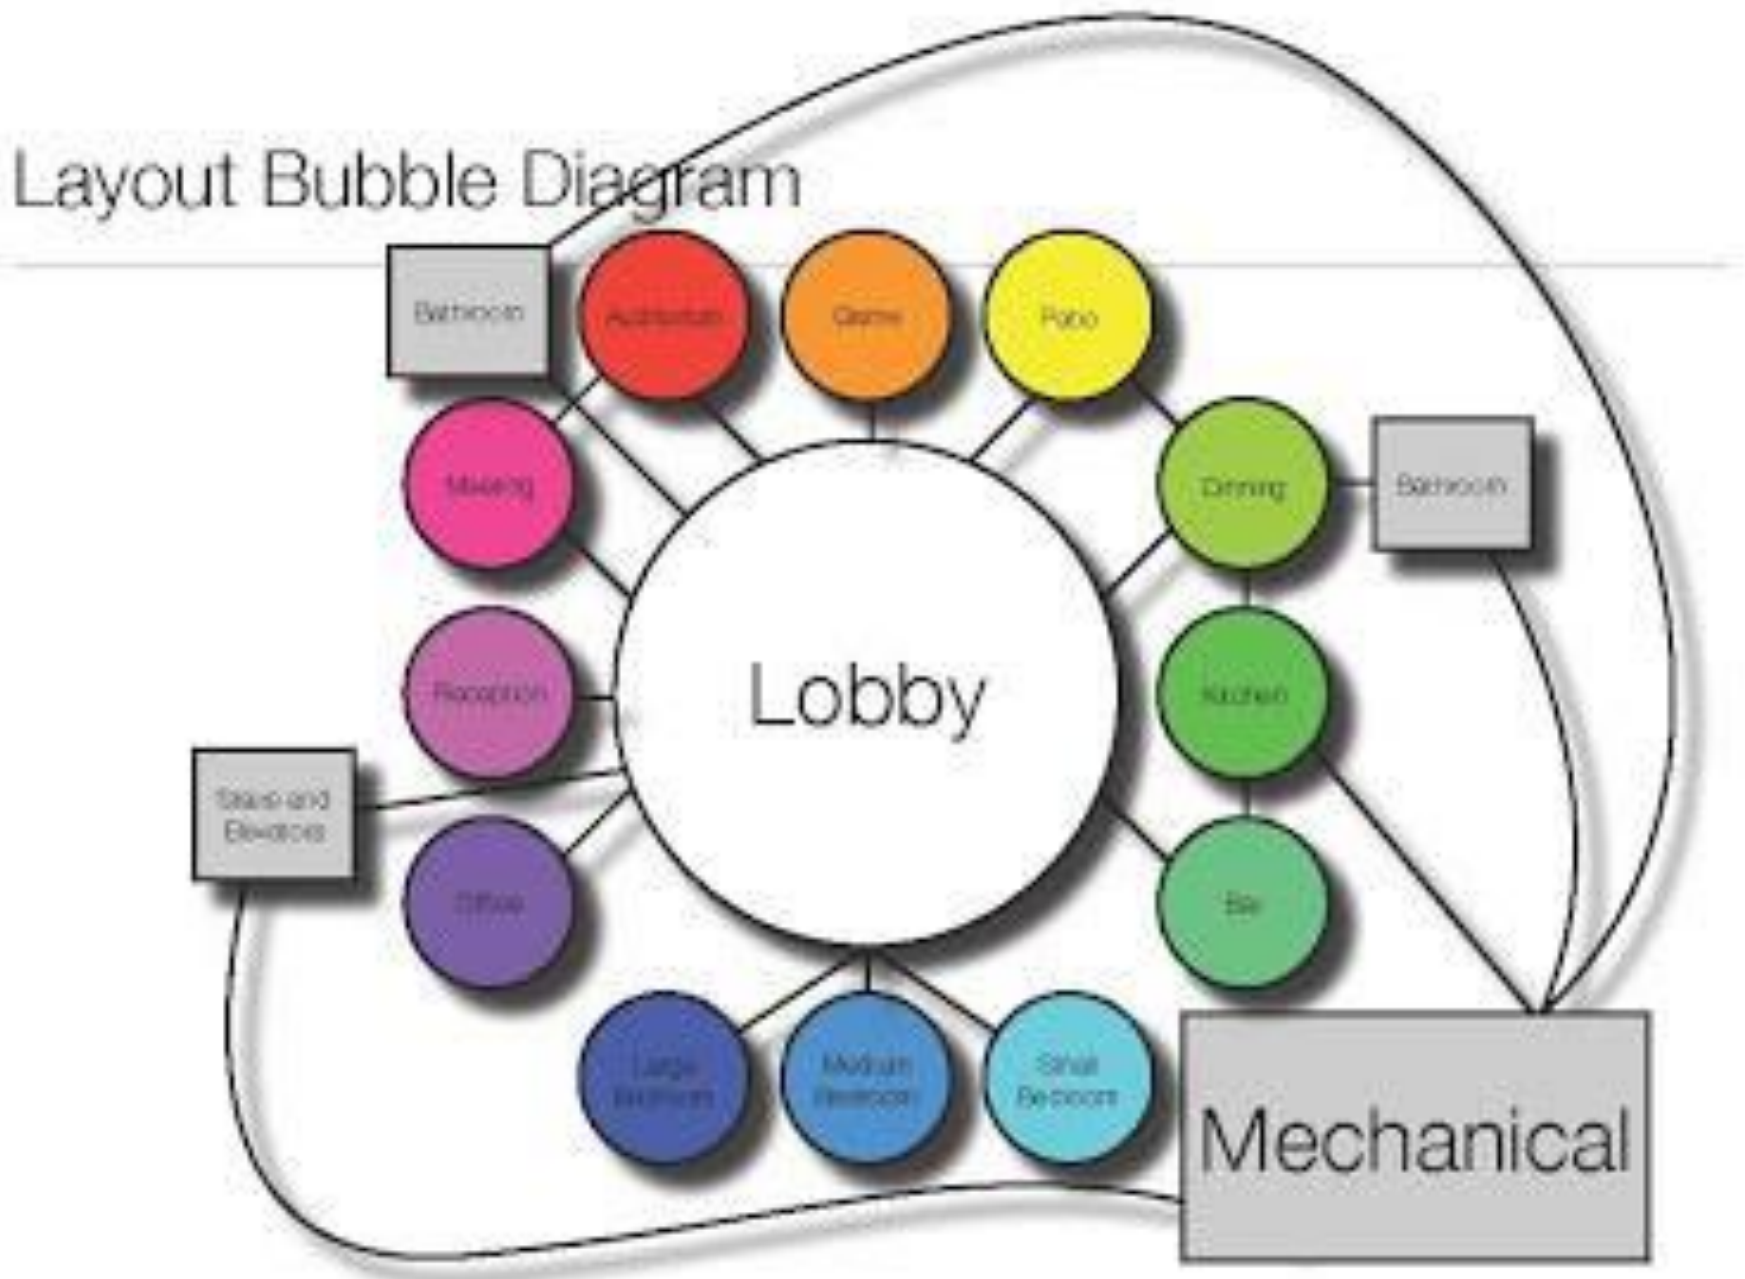 Layout Bubble Diagram
Bathroom
Auditorium
Game
Patio
Meeting
Dinning
Bathroom
Reception
Lobby
Kitchen
Stairs and
Elevators
Office
Bar
Large
Bedroom
Medium
Bedroom
Small
Bedroom
Mechanical